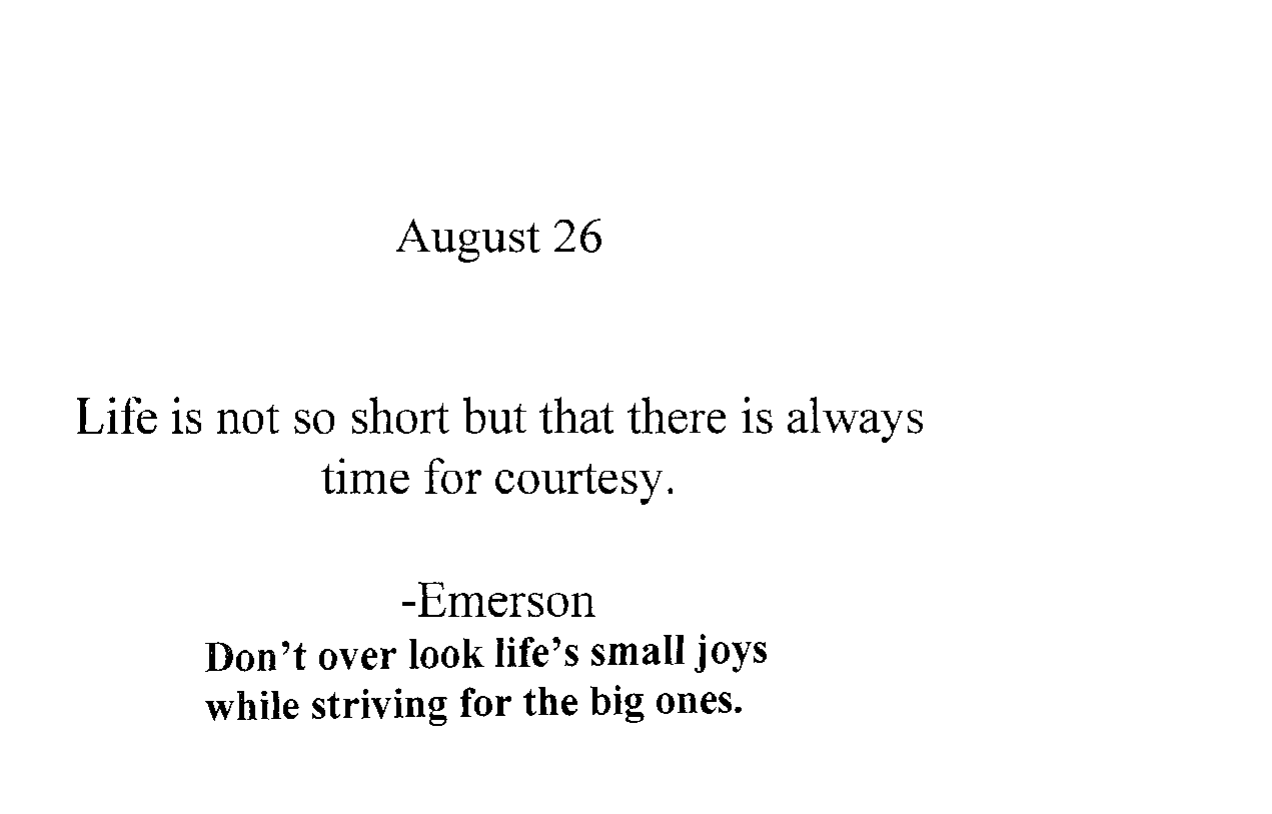 August 26
Life is not so short but that there is always
time for courtesy.
-Emerson
Don’t over look life’s small joys
while striving for the big ones.